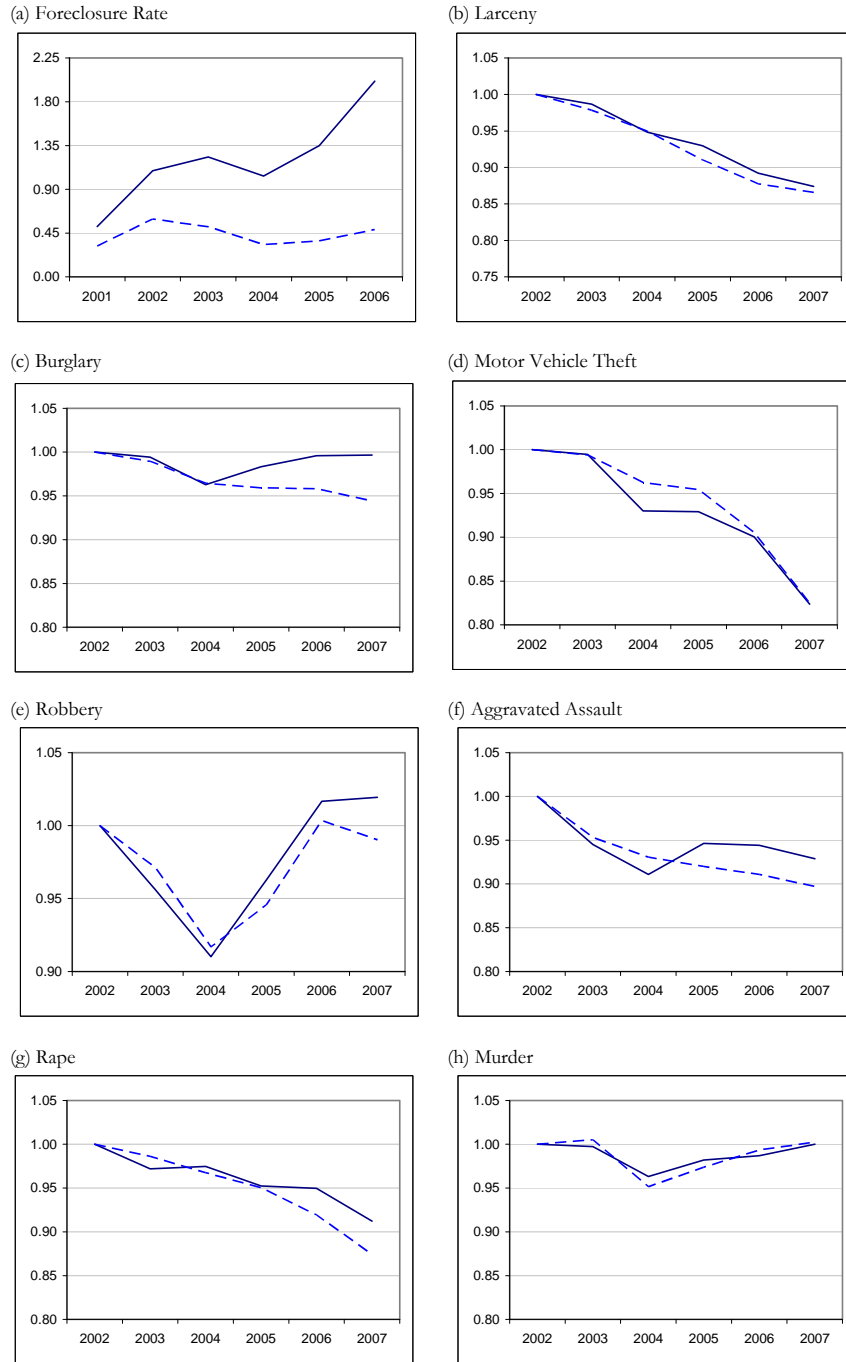 (a) Foreclosure Rate
2.25
1.80
1.35
0.90
0.45
0.00
2001 2002 2003 2004 2005 2006
(b) Larceny
1.05
1.00
0.95
0.90
0.85
0.80
0.75
2002 2003 2004 2005 2006 2007
(c) Burglary
1.05
1.00
0.95
0.90
0.85
0.80
2002 2003 2004 2005 2006 2007
(d) Motor Vehicle Theft
1.05
1.00
0.95
0.90
0.85
0.80
2002 2003 2004 2005 2006 2007
(e) Robbery
1.05
1.00
0.95
0.90
2002 2003 2004 2005 2006 2007
(f) Aggravated Assault
1.05
1.00
0.95
0.90
0.85
0.80
2002 2003 2004 2005 2006 2007
(g) Rape
1.05
1.00
0.95
0.90
0.85
0.80
2002 2003 2004 2005 2006 2007
(h) Murder
1.05
1.00
0.95
0.90
0.85
0.80
2002 2003 2004 2005 2006 2007